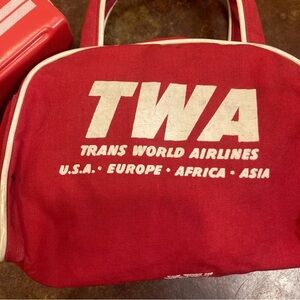 TWA
TRANS WORLD AIRLINES
U.S.A. • EUROPE • AFRICA • ASIA